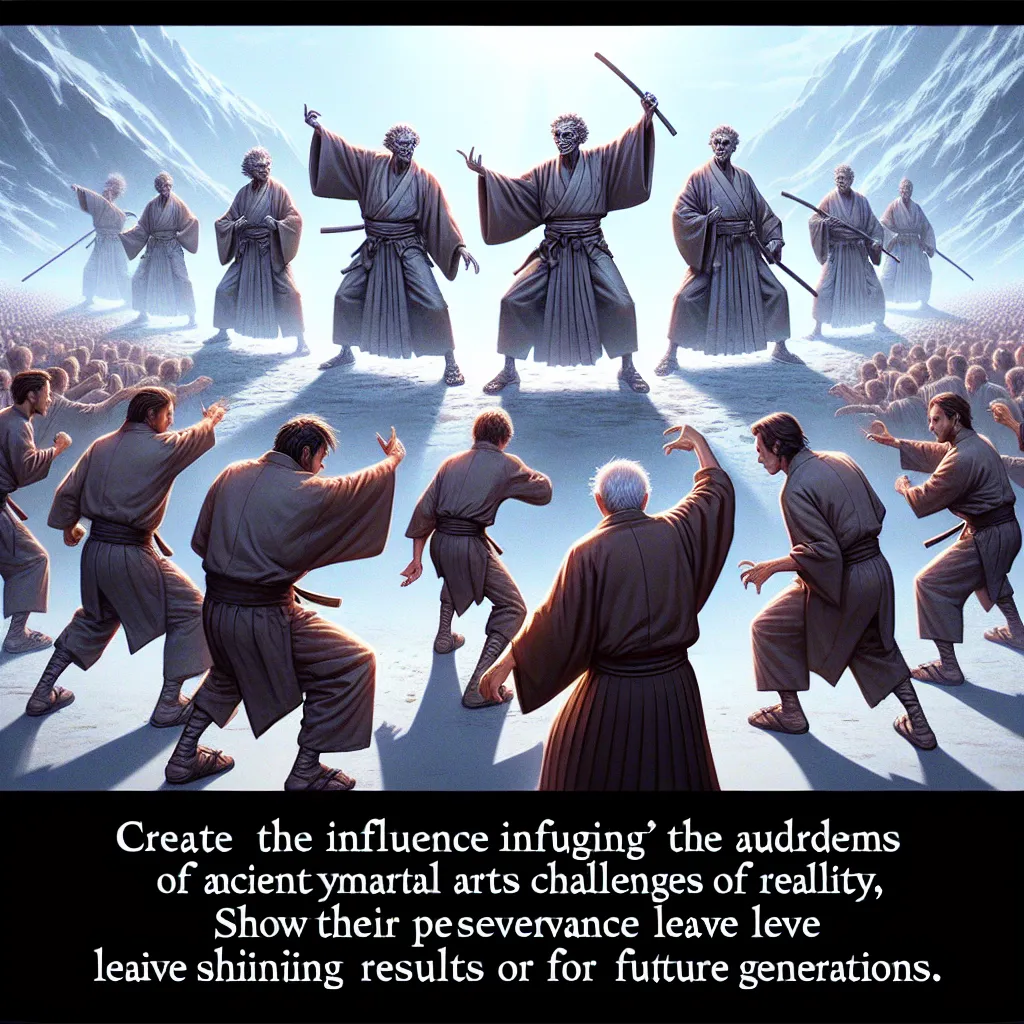 Create the influence infuging' the audrdems
of ancient ymartal arts challenges of reallity,
Show their pesevervance leave leve
leaive shiining results or for futture generations.